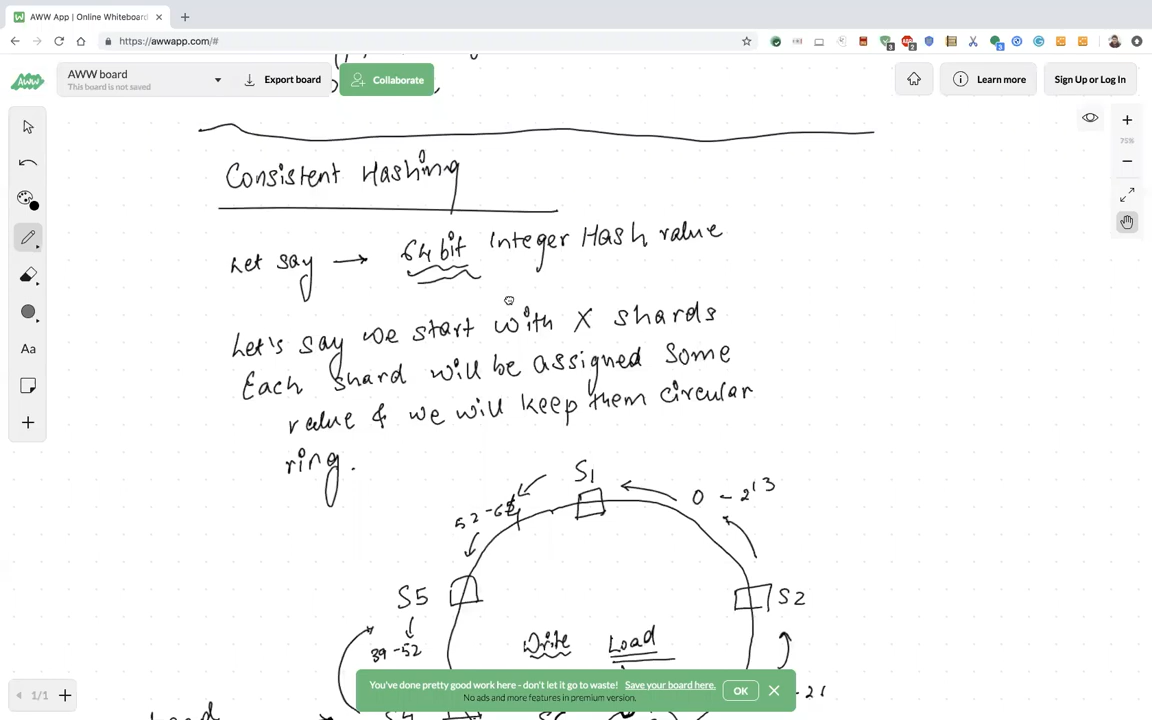 AWW App | Online Whiteboard
https://awwapp.com/#
AWW board
This board is not saved
Export board
Collaborate
Learn more
Sign Up or Log In
75%
Aa
Consistent Hashing
Let say → 64 bit Integer Hash value
Let's say we start with X shards
Each shard will be assigned some
value & we will keep them circular
ring.
S1
0 - 2^13
52 - 64
S5
S2
39 - 52
Write Load
You've done pretty good work here - don't let it go to waste! Save your board here.
No ads and more features in premium version.
OK
1/1